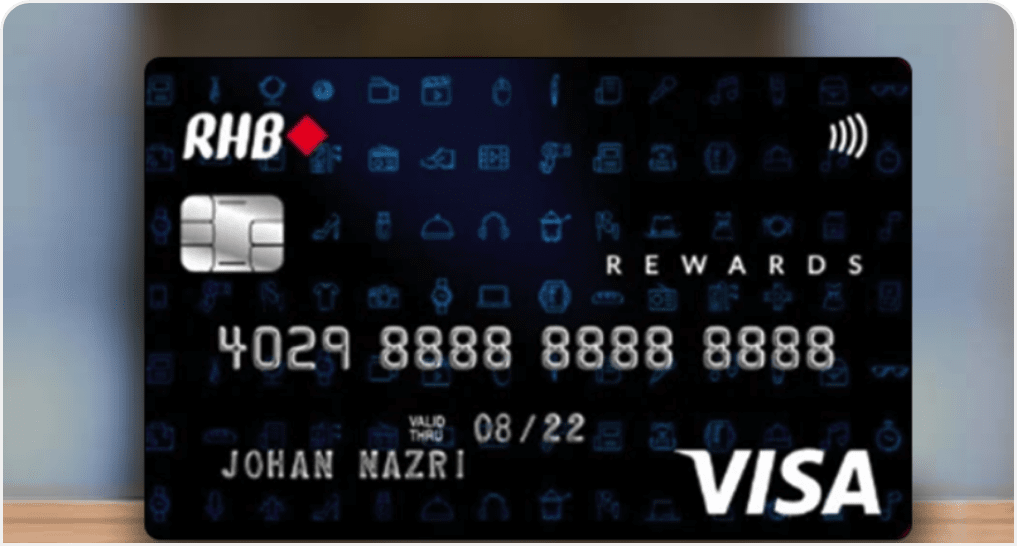 RHB
REWARDS
4029 8888 8888 8888
VALID THRU 08/22
JOHAN NAZRI
VISA